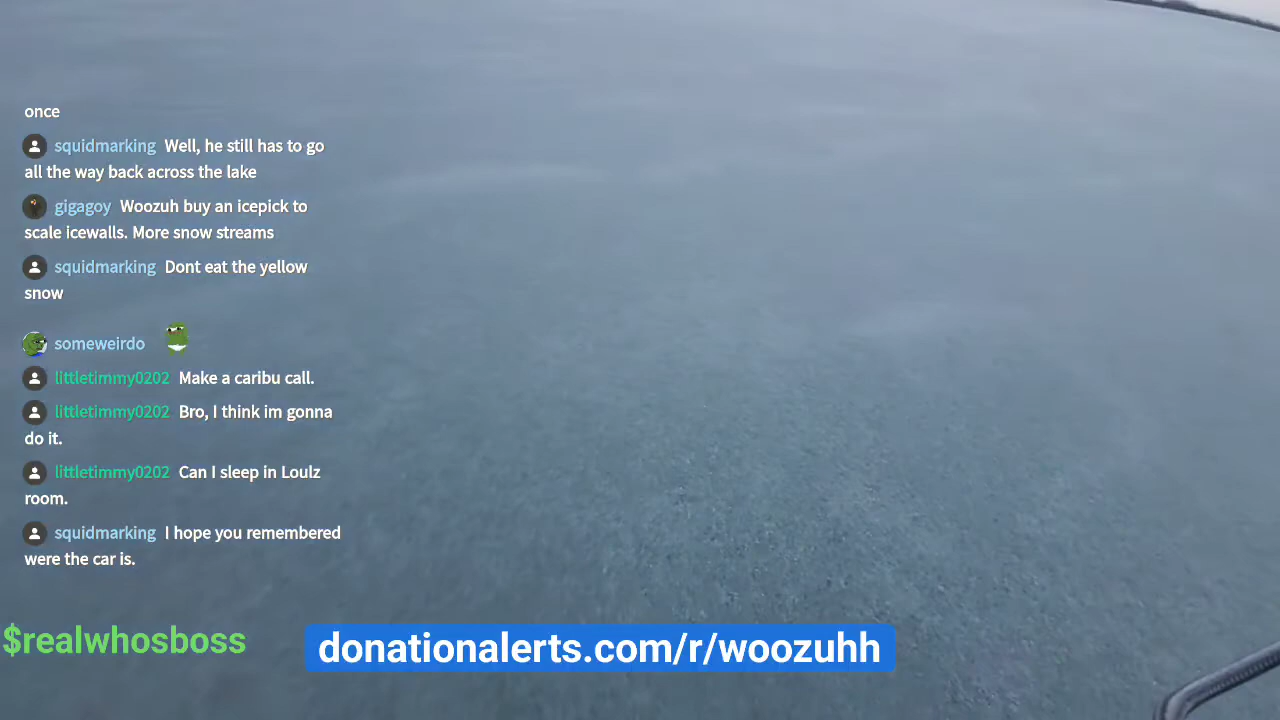 once
squidmarking Well, he still has to go
all the way back across the lake
gigagoy Woozuh buy an icepick to
scale icewalls. More snow streams
squidmarking Dont eat the yellow
snow
someweirdo
littletimmy0202 Make a caribu call.
littletimmy0202 Bro, I think im gonna
do it.
littletimmy0202 Can I sleep in Loulz
room.
squidmarking I hope you remembered
were the car is.
$realwhosboss
donationalerts.com/r/woozuhh